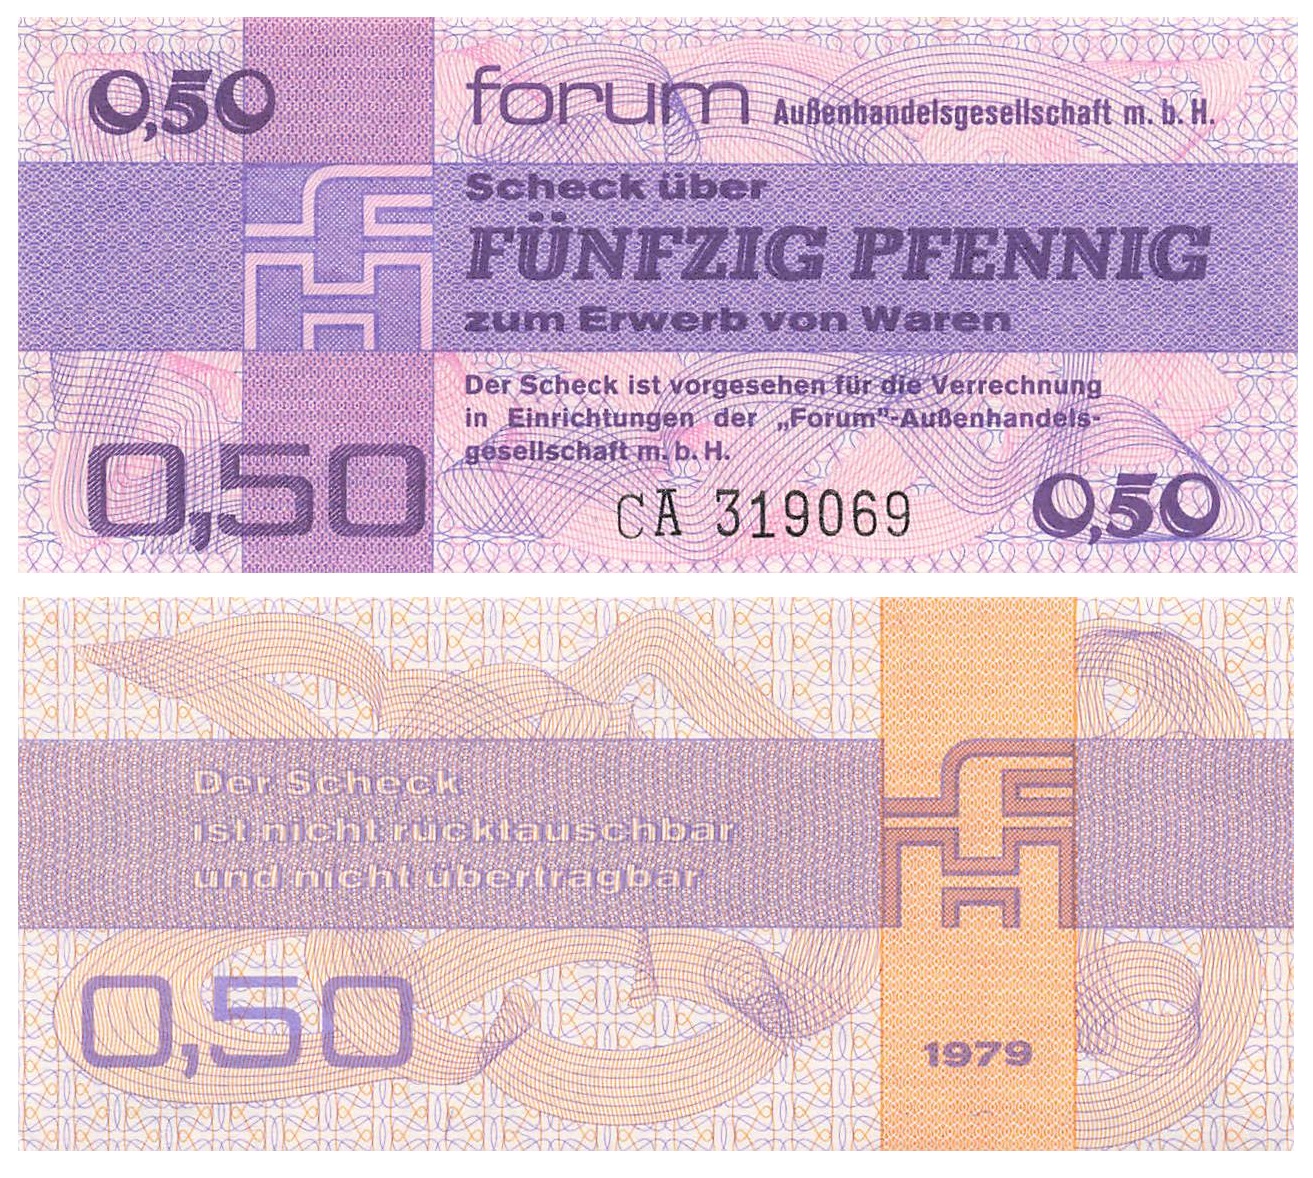 0,50
forum Außenhandelsgesellschaft m. b. H.
Scheck über
FÜNFZIG PFENNIG
zum Erwerb von Waren
Der Scheck ist vorgesehen für die Verrechnung
in Einrichtungen der „Forum”-Außenhandels-
gesellschaft m. b. H.
0,50
CA 319069
0,50
Der Scheck
ist nicht rücktauschbar
und nicht übertragbar
0,50
1979